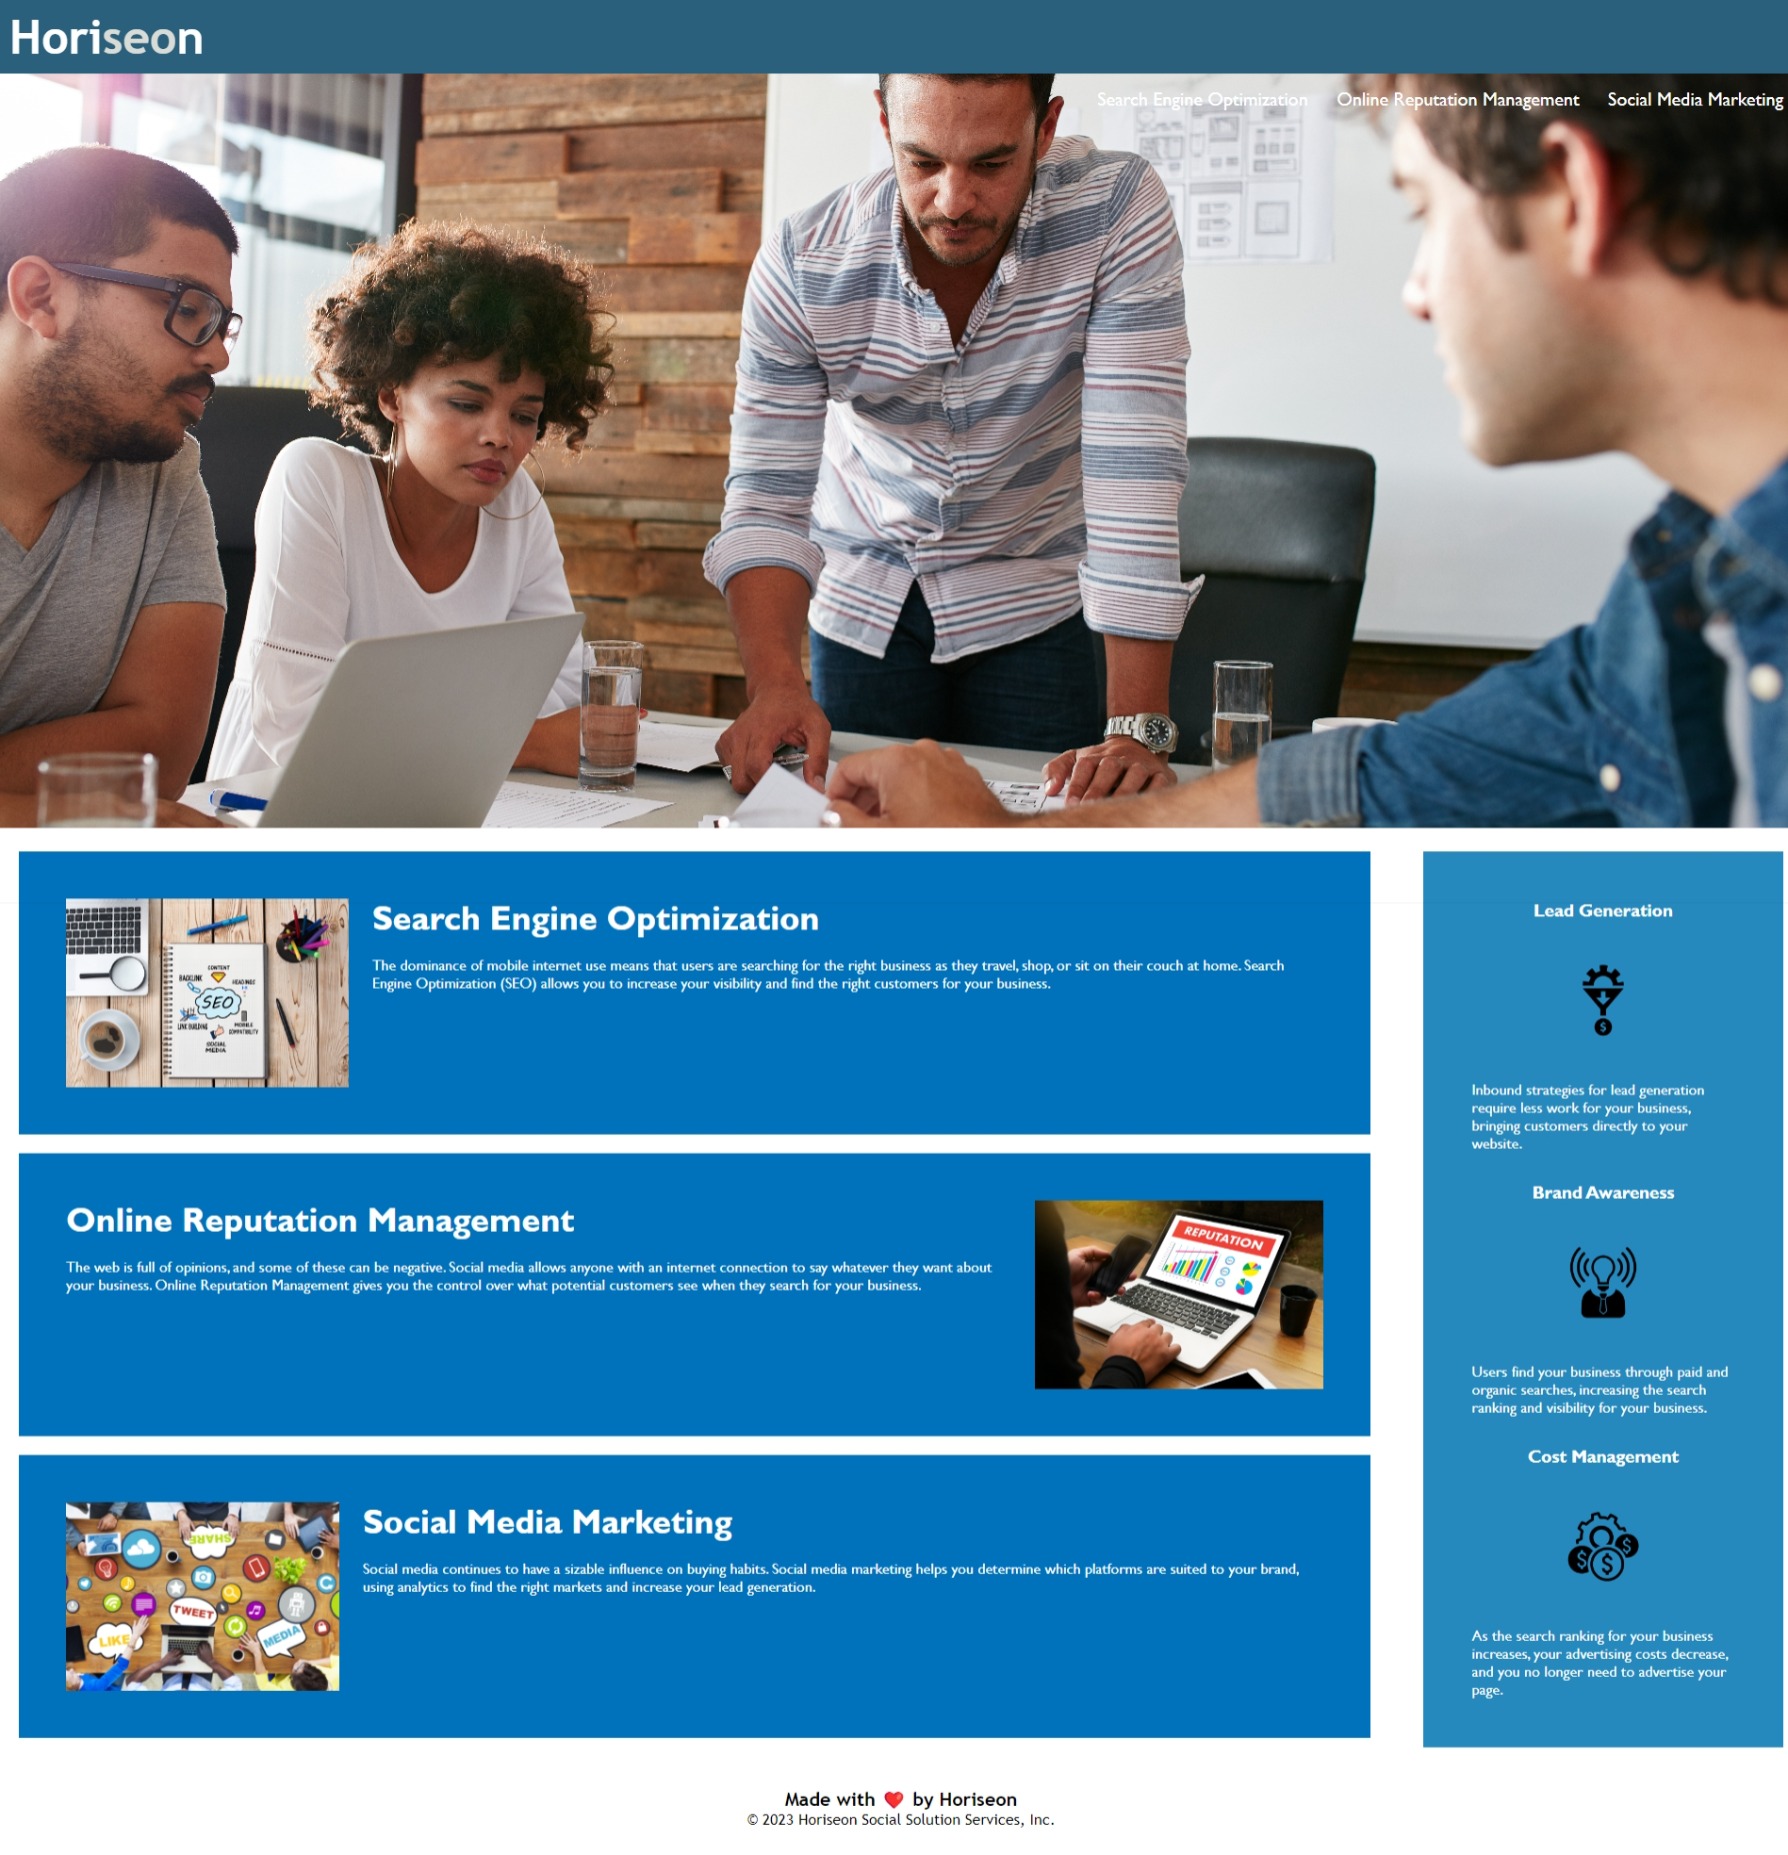 Horiseon
Search Engine Optimization
Online Reputation Management
Social Media Marketing
Search Engine Optimization
The dominance of mobile internet use means that users are searching for the right business as they travel, shop, or sit on their couch at home. Search
Engine Optimization (SEO) allows you to increase your visibility and find the right customers for your business.
CONTENT
BACKLINK
HEADINGS
SEO
LINK BUILDING
MOBILE
COMPATIBILITY
SOCIAL
MEDIA
Online Reputation Management
The web is full of opinions, and some of these can be negative. Social media allows anyone with an internet connection to say whatever they want about
your business. Online Reputation Management gives you the control over what potential customers see when they search for your business.
REPUTATION
SHARE
TWEET
LIKE
MEDIA
Social Media Marketing
Social media continues to have a sizable influence on buying habits. Social media marketing helps you determine which platforms are suited to your brand,
using analytics to find the right markets and increase your lead generation.
Lead Generation
$
Inbound strategies for lead generation
require less work for your business,
bringing customers directly to your
website.
Brand Awareness
Users find your business through paid and
organic searches, increasing the search
ranking and visibility for your business.
Cost Management
$ $ $
As the search ranking for your business
increases, your advertising costs decrease,
and you no longer need to advertise your
page.
Made with ❤️ by Horiseon
© 2023 Horiseon Social Solution Services, Inc.